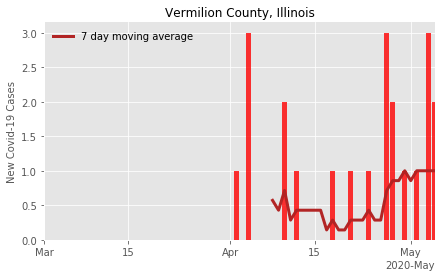 Vermilion County, Illinois
7 day moving average
New Covid-19 Cases
3.0
2.5
2.0
1.5
1.0
0.5
0.0
Mar
15
Apr
15
May
2020-May